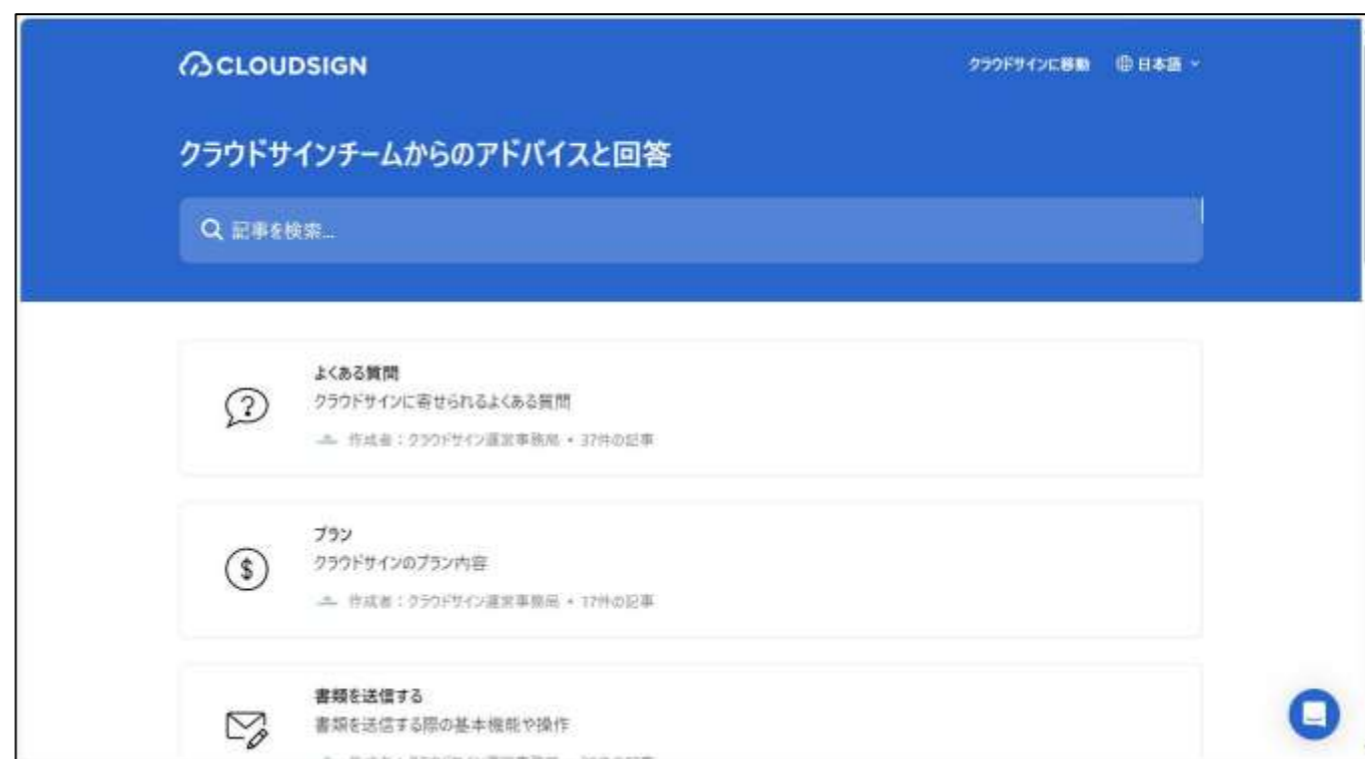 CLOUDSIGN
クラウドサインに移動 日本語
クラウドサインチームからのアドバイスと回答
記事を検索...
よくある質問
クラウドサインに寄せられるよくある質問
作成者：クラウドサイン運営事務局 • 37件の記事
プラン
クラウドサインのプラン内容
作成者：クラウドサイン運営事務局 • 17件の記事
書類を送信する
書類を送信する際の基本機能や操作